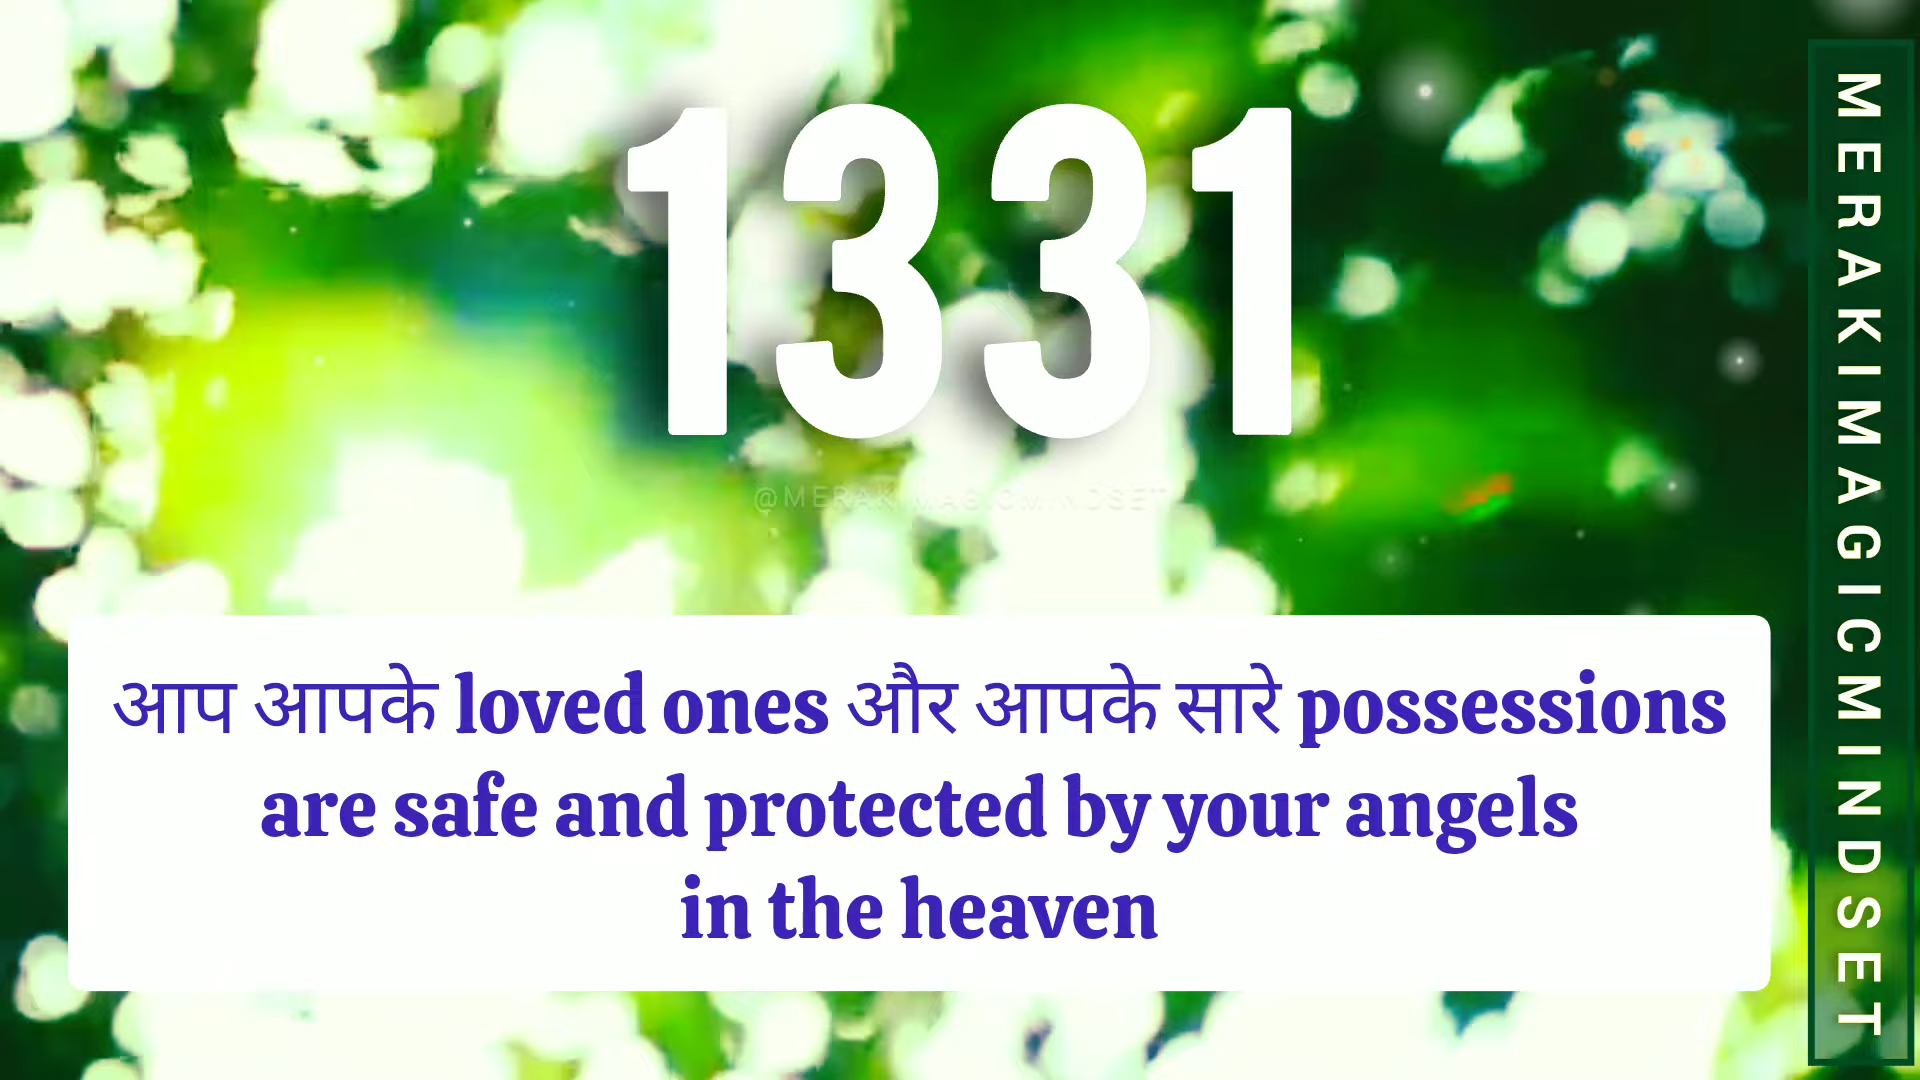 1331
@MERAKIMAGICMINDSET
आप आपके loved ones और आपके सारे possessions
are safe and protected by your angels
in the heaven
MERAKIMAGICMINDSET